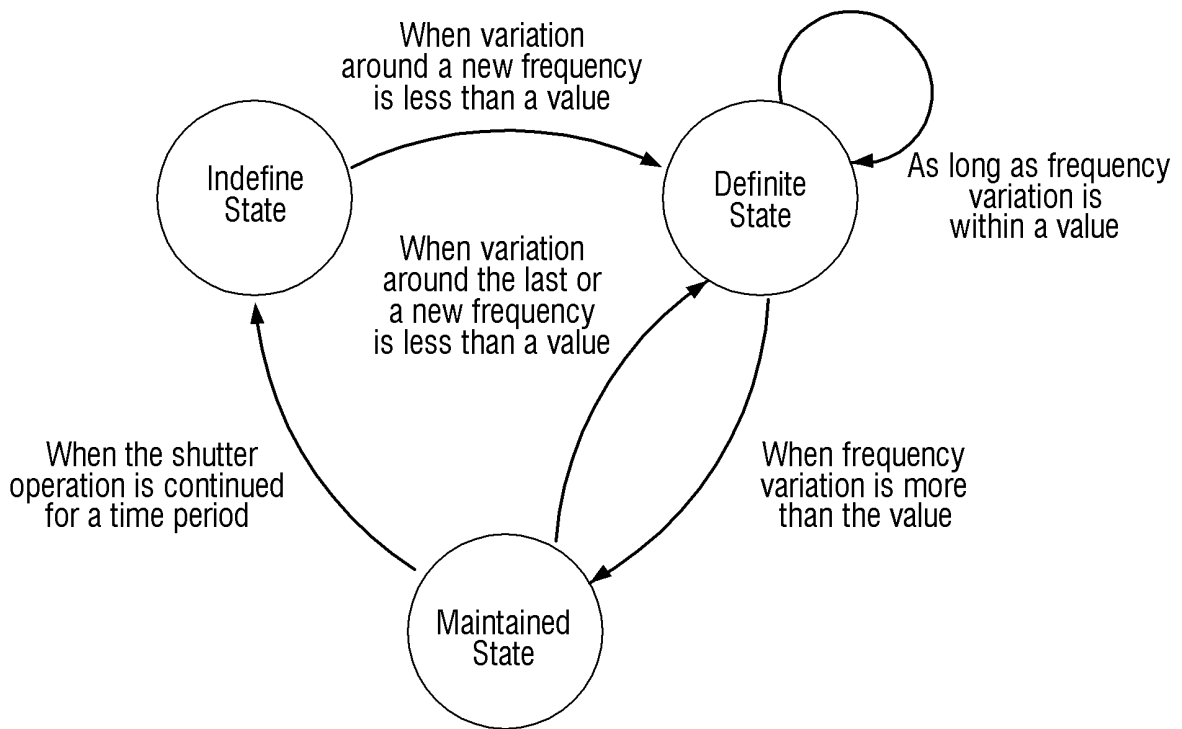 When variation
around a new frequency
is less than a value
Indefine
State
Definite
State
As long as frequency
variation is
within a value
When variation
around the last or
a new frequency
is less than a value
When the shutter
operation is continued
for a time period
When frequency
variation is more
than the value
Maintained
State